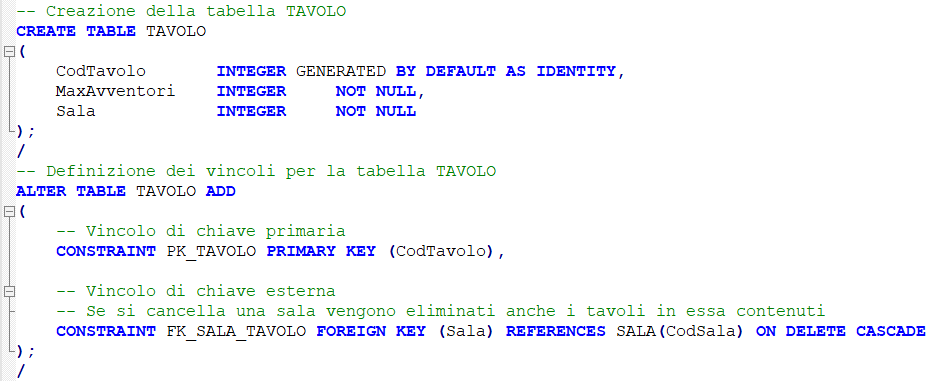 -- Creazione della tabella TAVOLO
CREATE TABLE TAVOLO
(
    CodTavolo       INTEGER GENERATED BY DEFAULT AS IDENTITY,
    MaxAvventori    INTEGER     NOT NULL,
    Sala            INTEGER     NOT NULL
);
/
-- Definizione dei vincoli per la tabella TAVOLO
ALTER TABLE TAVOLO ADD
(
    -- Vincolo di chiave primaria
    CONSTRAINT PK_TAVOLO PRIMARY KEY (CodTavolo),

    -- Vincolo di chiave esterna
    -- Se si cancella una sala vengono eliminati anche i tavoli in essa contenuti
    CONSTRAINT FK_SALA_TAVOLO FOREIGN KEY (Sala) REFERENCES SALA(CodSala) ON DELETE CASCADE
);
/